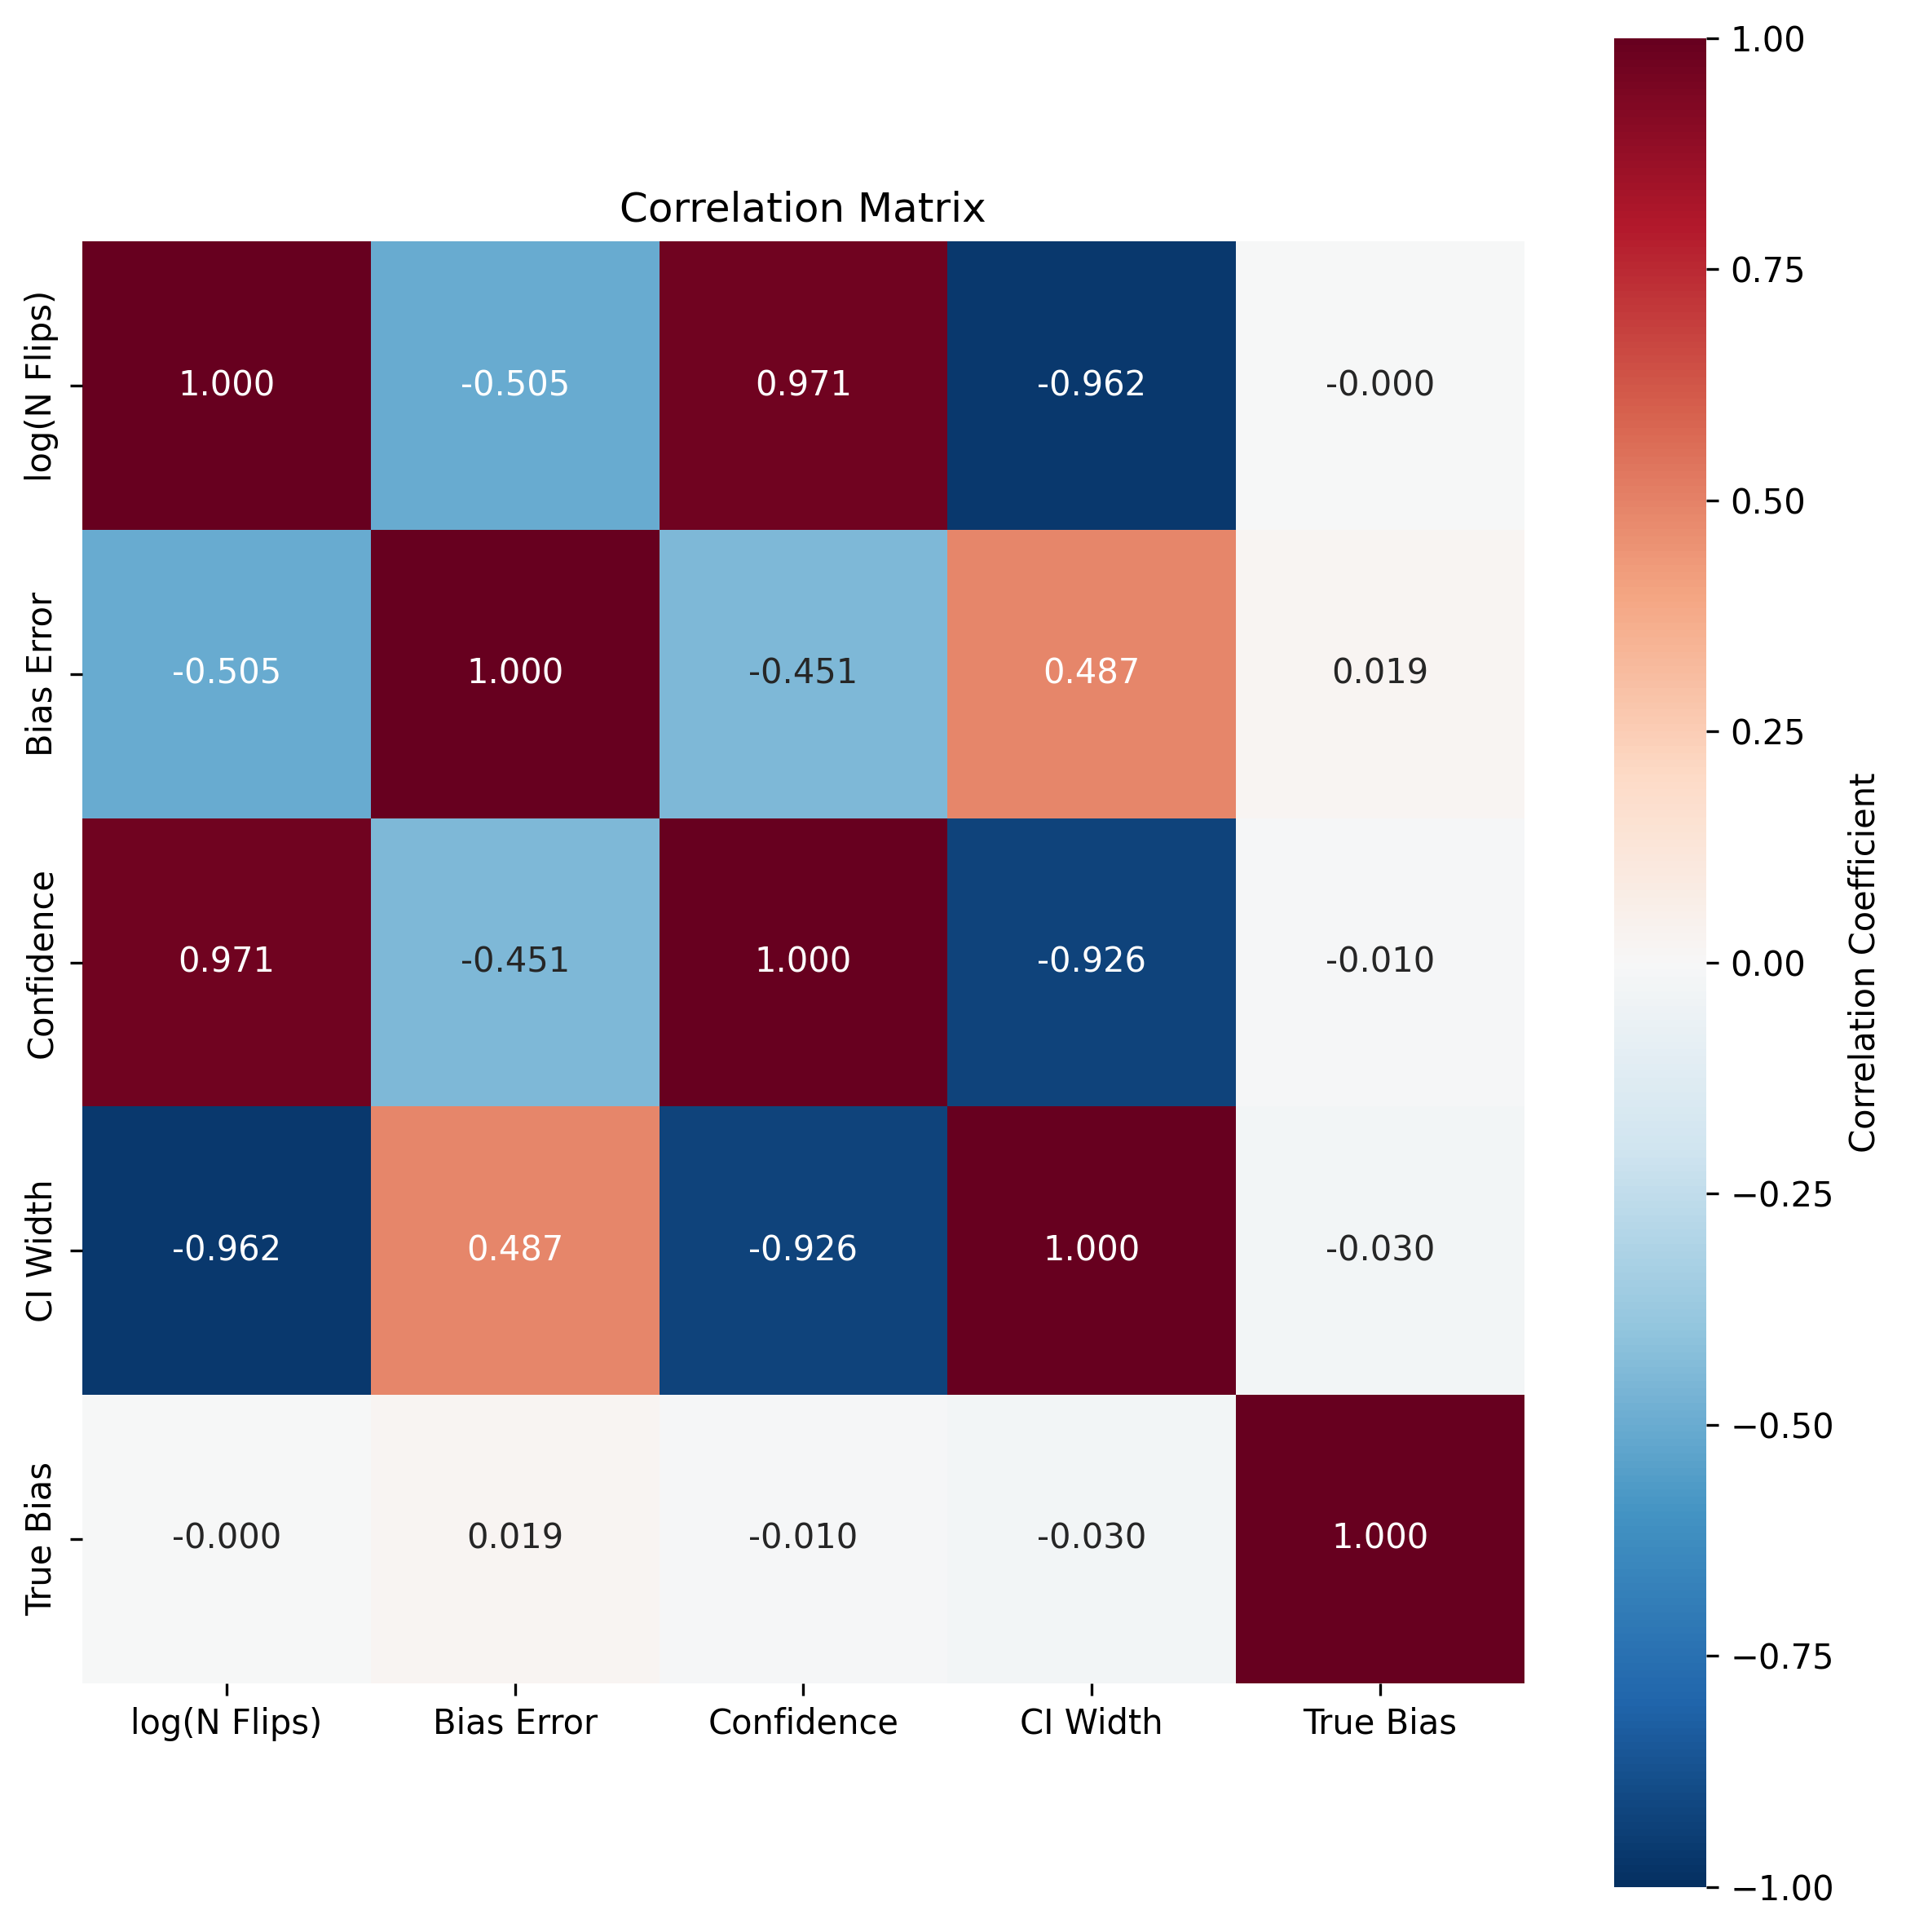 Correlation Matrix
log(N Flips)
1.000 -0.505 0.971 -0.962 -0.000
Bias Error
-0.505 1.000 -0.451 0.487 0.019
Confidence
0.971 -0.451 1.000 -0.926 -0.010
CI Width
-0.962 0.487 -0.926 1.000 -0.030
True Bias
-0.000 0.019 -0.010 -0.030 1.000
log(N Flips) Bias Error Confidence CI Width True Bias
1.00
0.75
0.50
0.25
0.00
−0.25
−0.50
−0.75
−1.00
Correlation Coefficient